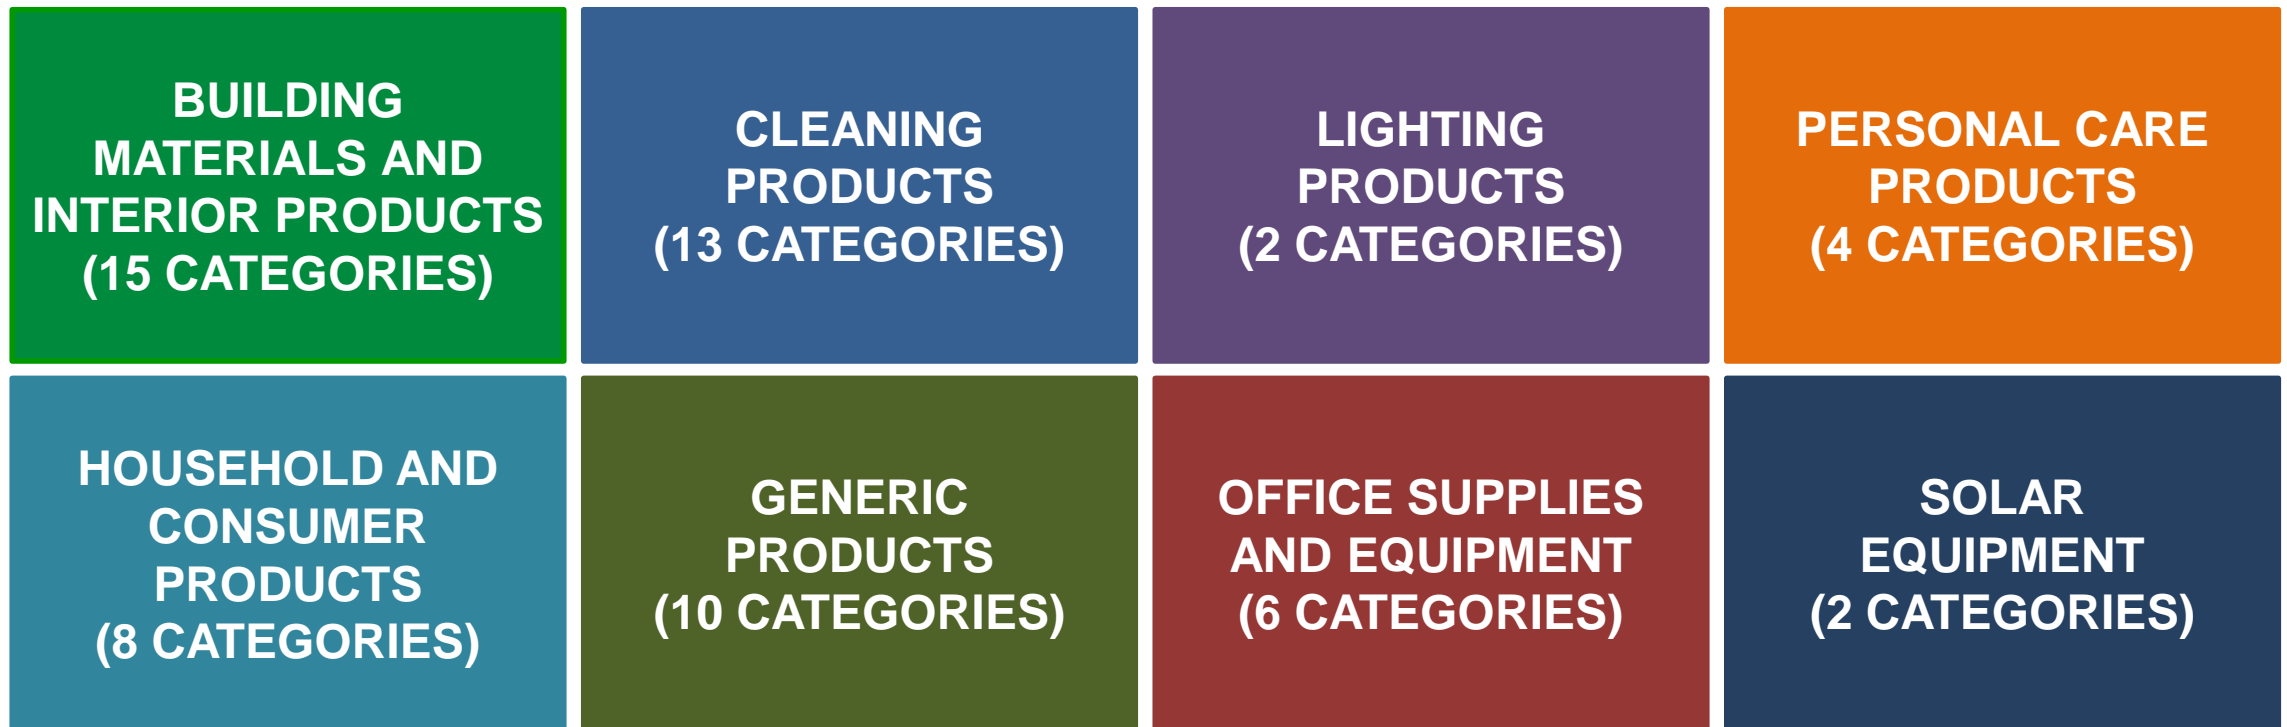 BUILDING
MATERIALS AND
INTERIOR PRODUCTS
(15 CATEGORIES)
CLEANING
PRODUCTS
(13 CATEGORIES)
LIGHTING
PRODUCTS
(2 CATEGORIES)
PERSONAL CARE
PRODUCTS
(4 CATEGORIES)
HOUSEHOLD AND
CONSUMER
PRODUCTS
(8 CATEGORIES)
GENERIC
PRODUCTS
(10 CATEGORIES)
OFFICE SUPPLIES
AND EQUIPMENT
(6 CATEGORIES)
SOLAR
EQUIPMENT
(2 CATEGORIES)